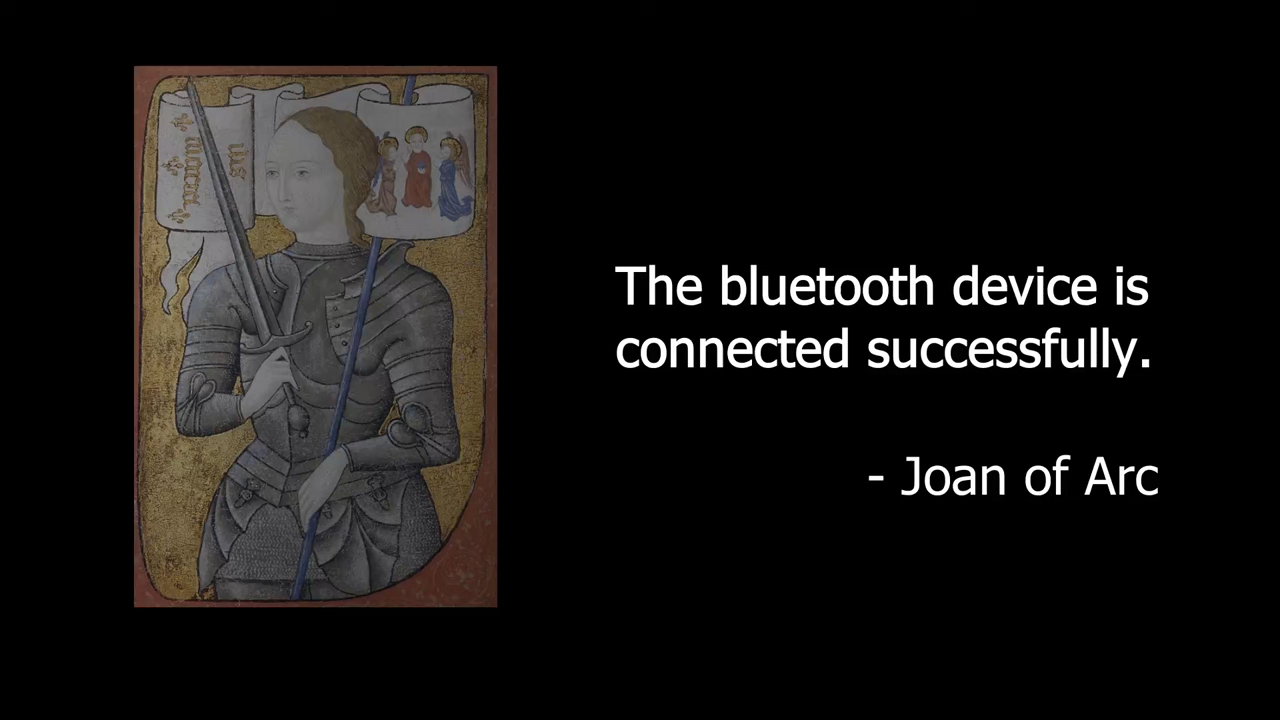 The bluetooth device is
connected successfully.
- Joan of Arc